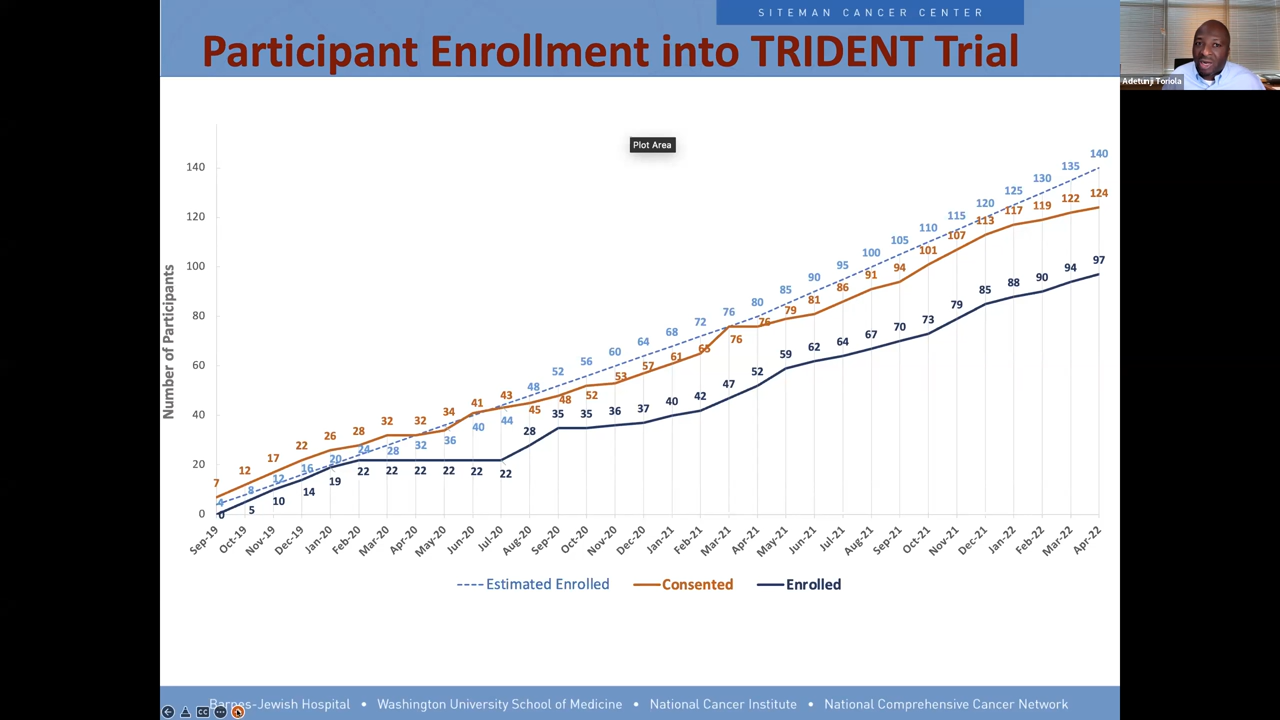 SITEMAN CANCER CENTER
Participant Enrollment into TRIDENT Trial
Adetunji Toriola
Plot Area
Number of Participants
140
120
100
80
60
40
20
0
4 8 12 16 20 24 28 32 36 40 44 48 52 56 60 64 68 72 76 80 85 90 95 100 105 110 115 120 125 130 135 140
7 12 17 22 26 28 32 32 34 41 43 45 48 52 53 57 61 65 76 76 79 81 86 91 94 101 107 113 117 119 122 124
0 5 10 14 19 22 22 22 22 22 22 28 35 35 36 37 40 42 47 52 59 62 64 67 70 73 79 85 88 90 94 97
Sep-19 Oct-19 Nov-19 Dec-19 Jan-20 Feb-20 Mar-20 Apr-20 May-20 Jun-20 Jul-20 Aug-20 Sep-20 Oct-20 Nov-20 Dec-20 Jan-21 Feb-21 Mar-21 Apr-21 May-21 Jun-21 Jul-21 Aug-21 Sep-21 Oct-21 Nov-21 Dec-21 Jan-22 Feb-22 Mar-22 Apr-22
Estimated Enrolled Consented Enrolled
Barnes-Jewish Hospital • Washington University School of Medicine • National Cancer Institute • National Comprehensive Cancer Network
CC